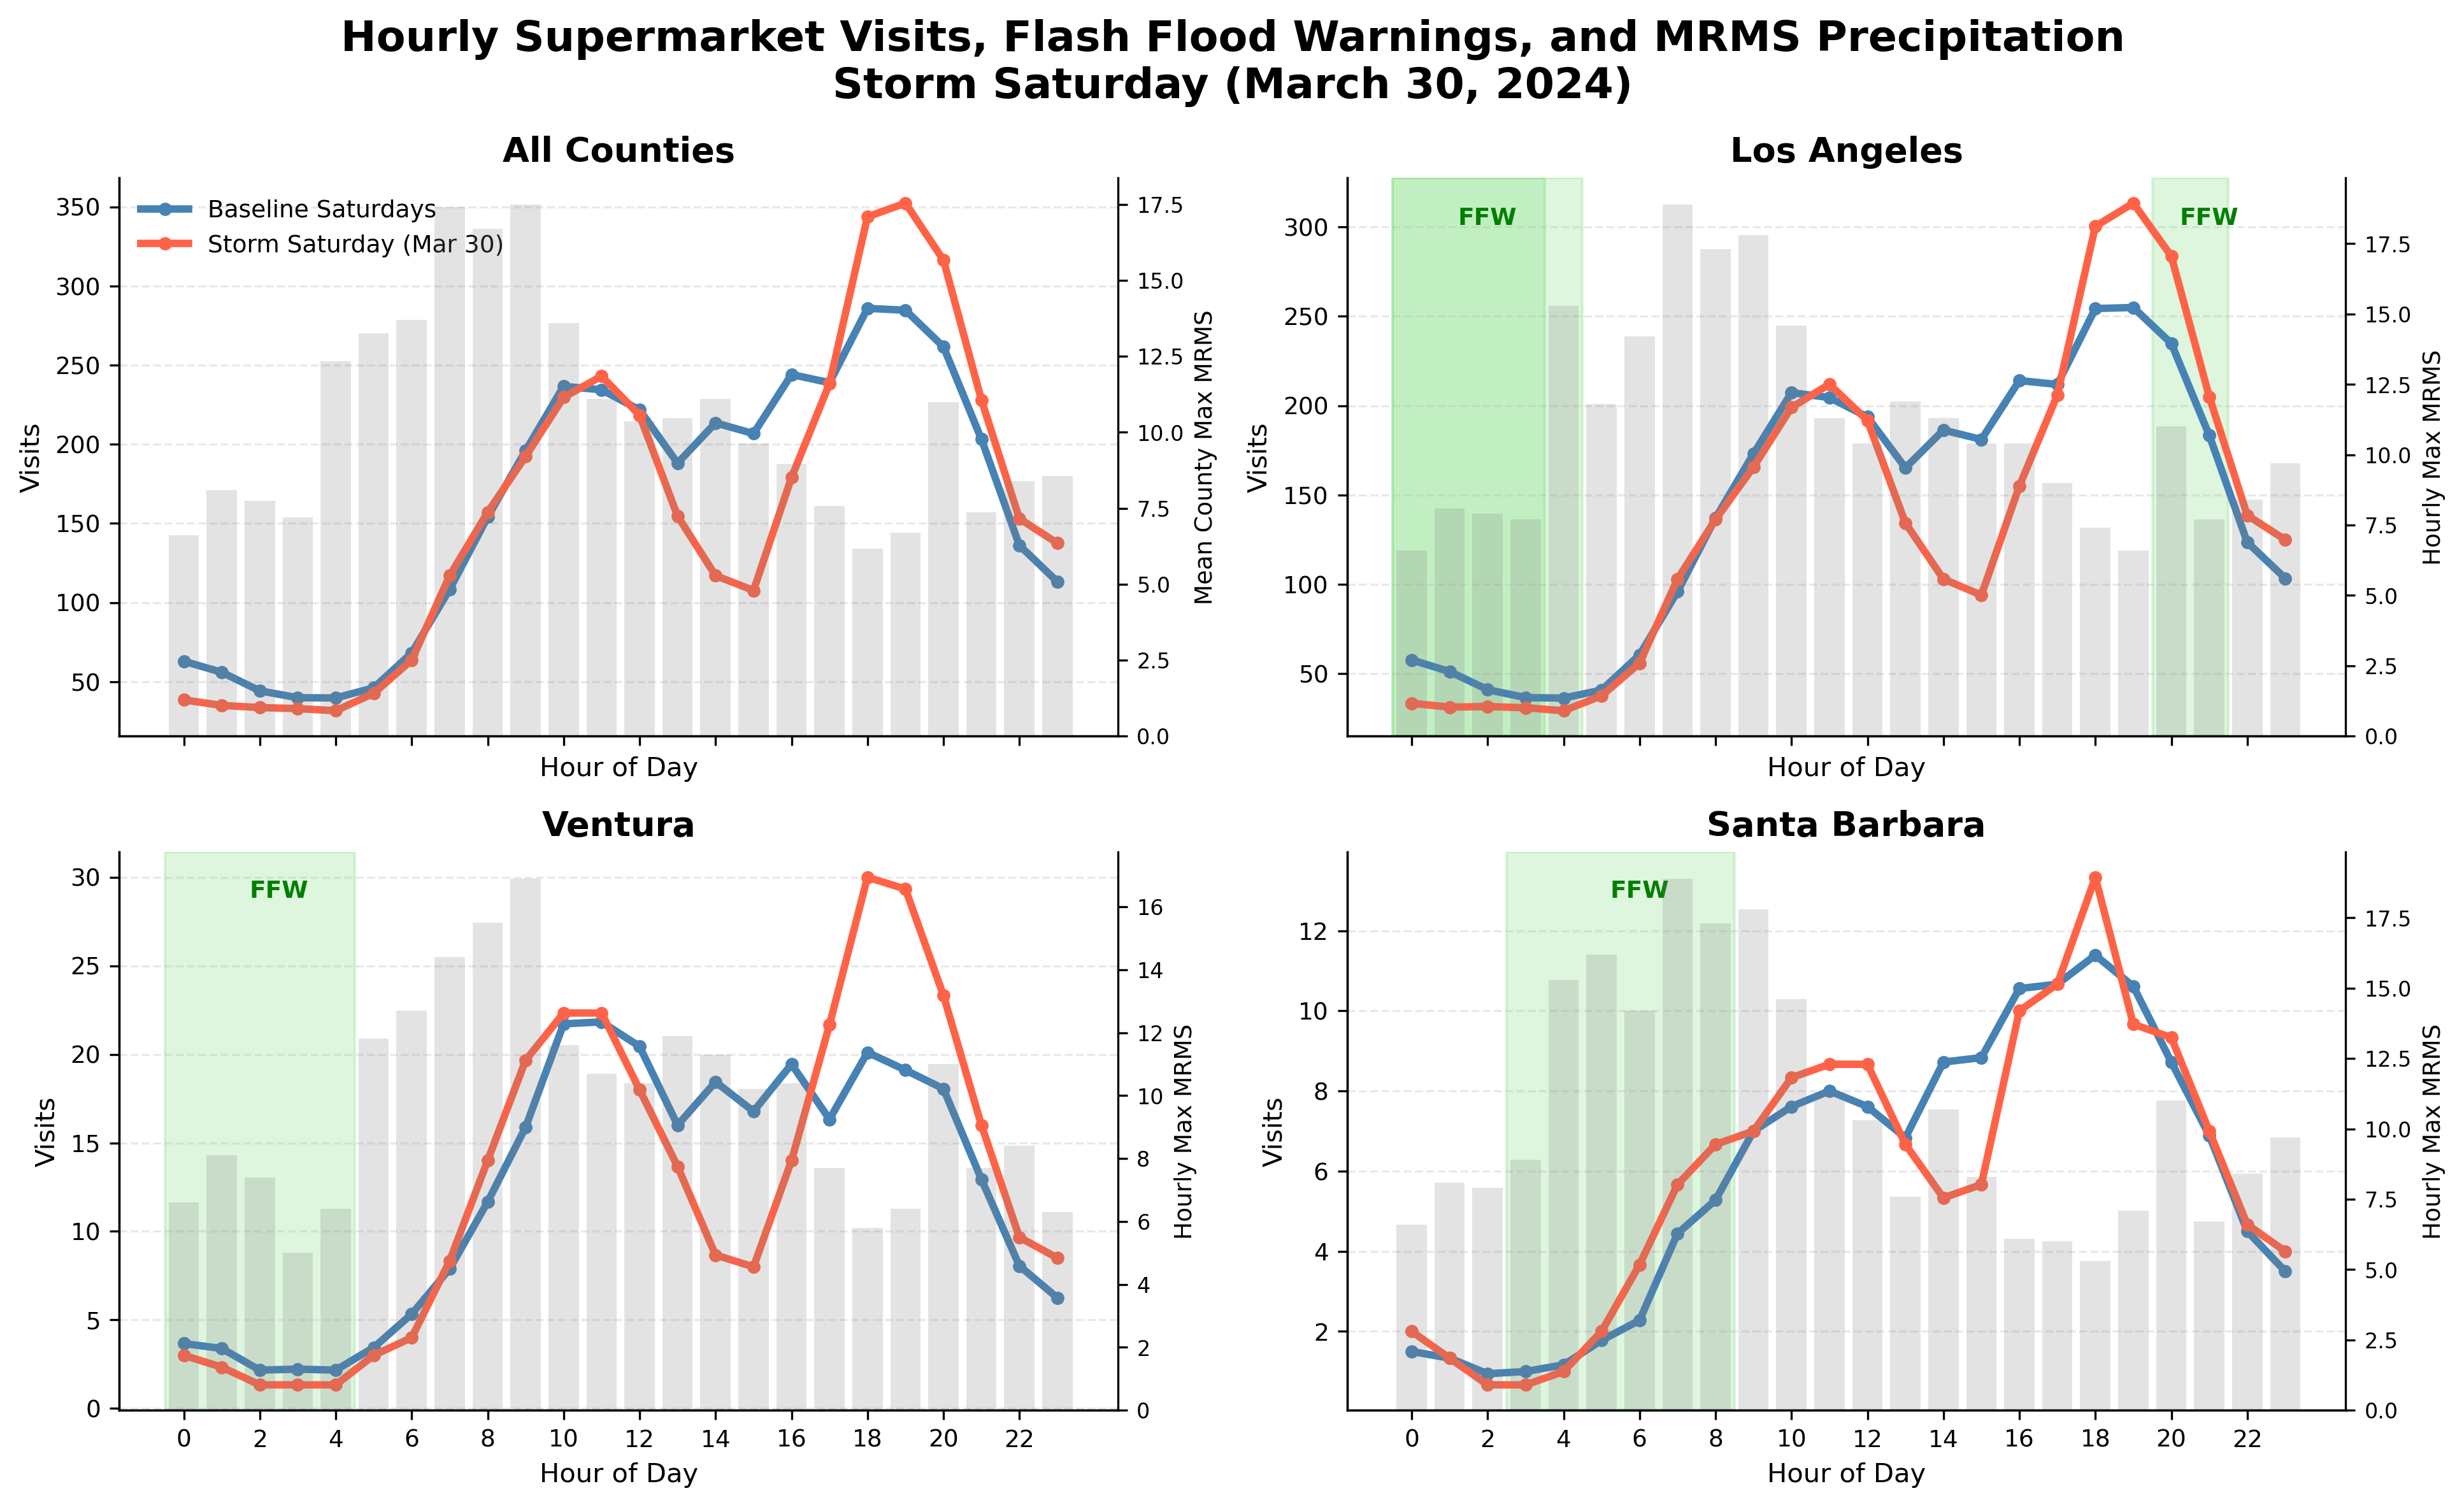 Hourly Supermarket Visits, Flash Flood Warnings, and MRMS Precipitation
Storm Saturday (March 30, 2024)
All Counties
Baseline Saturdays
Storm Saturday (Mar 30)
Visits
350
300
250
200
150
100
50
17.5
15.0
12.5
10.0
7.5
5.0
2.5
0.0
Mean County Max MRMS
Hour of Day
Los Angeles
FFW
FFW
Visits
300
250
200
150
100
50
17.5
15.0
12.5
10.0
7.5
5.0
2.5
0.0
Hourly Max MRMS
Hour of Day
Ventura
FFW
Visits
30
25
20
15
10
5
0
16
14
12
10
8
6
4
2
0
Hourly Max MRMS
0 2 4 6 8 10 12 14 16 18 20 22
Hour of Day
Santa Barbara
FFW
Visits
12
10
8
6
4
2
17.5
15.0
12.5
10.0
7.5
5.0
2.5
0.0
Hourly Max MRMS
0 2 4 6 8 10 12 14 16 18 20 22
Hour of Day